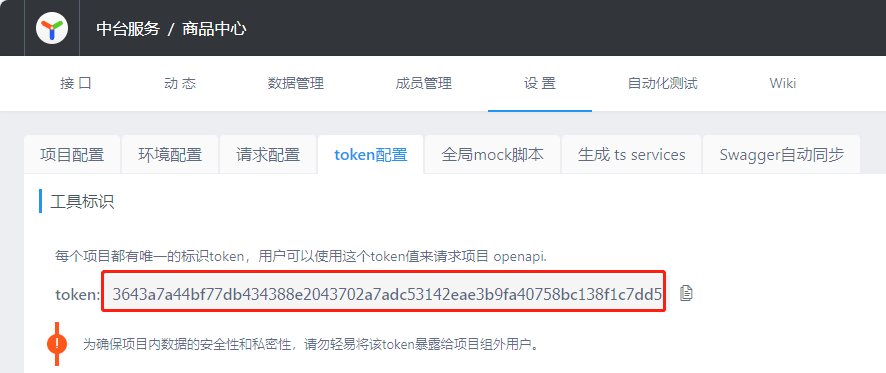 中台服务 / 商品中心
接 口 动 态 数据管理 成员管理 设 置 自动化测试 Wiki
项目配置 环境配置 请求配置 token配置 全局mock脚本 生成 ts services Swagger自动同步
工具标识
每个项目都有唯一的标识token，用户可以使用这个token值来请求项目 openapi.
token: 3643a7a44bf77db434388e2043702a7adc53142eae3b9fa40758bc138f1c7dd5
为确保项目内数据的安全性和私密性，请勿轻易将该token暴露给项目组外用户。